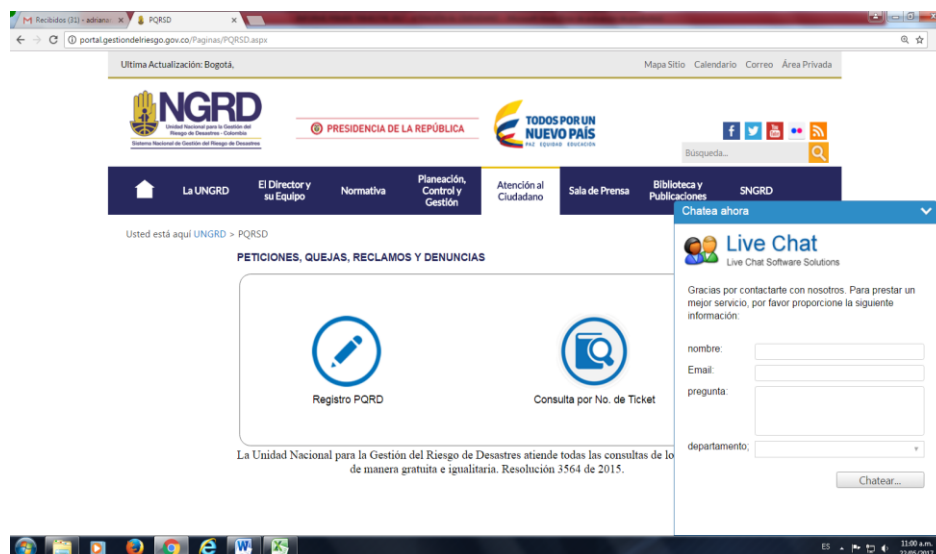 Recibidos (31) - adriana
PQRSD
portal.gestiondelriesgo.gov.co/Paginas/PQRSD.aspx
Ultima Actualización: Bogotá,
Mapa Sitio Calendario Correo Área Privada
NGRD
Unidad Nacional para la Gestión del
Riesgo de Desastres - Colombia
Sistema Nacional de Gestión del Riesgo de Desastres
PRESIDENCIA DE LA REPÚBLICA
TODOS POR UN
NUEVO PAÍS
PAZ EQUIDAD EDUCACIÓN
Búsqueda...
La UNGRD
El Director y
su Equipo
Normativa
Planeación,
Control y
Gestión
Atención al
Ciudadano
Sala de Prensa
Biblioteca y
Publicaciones
SNGRD
Usted está aquí UNGRD > PQRSD
PETICIONES, QUEJAS, RECLAMOS Y DENUNCIAS
Registro PQRD
Consulta por No. de Ticket
La Unidad Nacional para la Gestión del Riesgo de Desastres atiende todas las consultas de lo
de manera gratuita e igualitaria. Resolución 3564 de 2015.
Chatea ahora
Live Chat
Live Chat Software Solutions
Gracias por contactarte con nosotros. Para prestar un
mejor servicio, por favor proporcione la siguiente
información:
nombre:
Email:
pregunta:
departamento:
Chatear...
ES
11:00 a.m.
22/05/2017